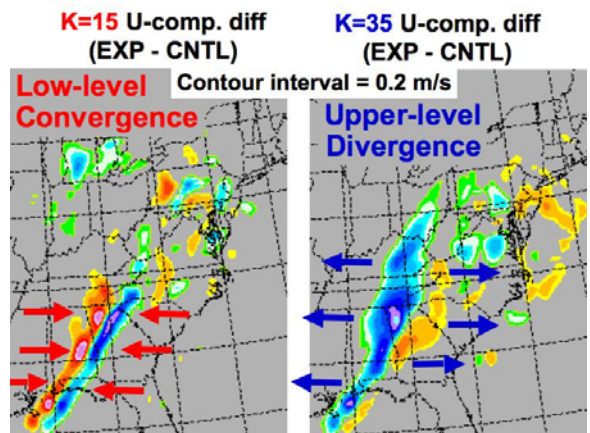 K=15 U-comp. diff
(EXP - CNTL)
K=35 U-comp. diff
(EXP - CNTL)
Contour interval = 0.2 m/s
Low-level
Convergence
Upper-level
Divergence